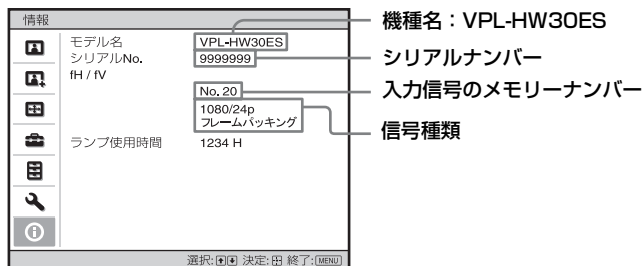 情報
モデル名 VPL-HW30ES
シリアルNo. 9999999
fH / fV
No. 20
1080/24p
フレームパッキング
ランプ使用時間 1234 H
選択:↑↓ 決定:⊞ 終了:MENU
機種名：VPL-HW30ES
シリアルナンバー
入力信号のメモリーナンバー
信号種類